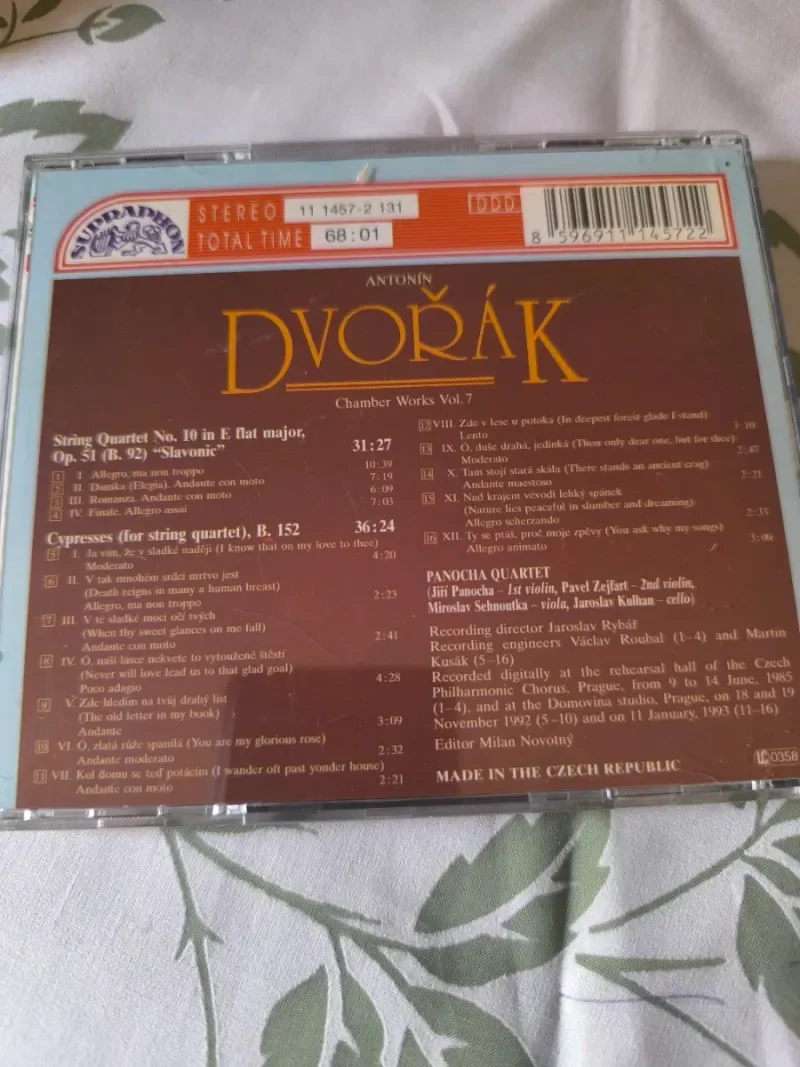 SUPRAPHON
STEREO 11 1457-2 131
TOTAL TIME 68:01
DDD
8 596911 145722
ANTONÍN
DVOŘÁK
Chamber Works Vol. 7
String Quartet No. 10 in E flat major,
Op. 51 (B. 92) "Slavonic" 31:27
1 I. Allegro, ma non troppo 10:39
2 II. Dumka (Elegia). Andante con moto 7:19
3 III. Romanza. Andante con moto 6:09
4 IV. Finale. Allegro assai 7:03
Cypresses (for string quartet), B. 152 36:24
5 I. Já vím, že v sladké naději (I know that on my love to thee)
Moderato 4:20
6 II. V tak mnohém srdci mrtvo jest
(Death reigns in many a human breast)
Allegro, ma non troppo 2:23
7 III. V té sladké moci očí tvých
(When thy sweet glances on me fall)
Andante con moto 2:41
8 IV. Ó, naší lásce nekvete to vytoužené štěstí
(Never will love lead us to that glad goal)
Poco adagio 4:28
9 V. Zde hledím na tvůj drahý list
(The old letter in my book)
Andante 3:09
10 VI. Ó, zlatá růže spanilá (You are my glorious rose)
Andante moderato 2:32
11 VII. Kol domu se teď potácím (I wander oft past yonder house)
Andante con moto 2:21
12 VIII. Zde v lese u potoka (In deepest forest glade I stand)
Lento 3:10
13 IX. Ó, duše drahá, jedinká (Thou only dear one, but for thee)
Moderato 2:47
14 X. Tam stojí stará skála (There stands an ancient crag)
Andante maestoso 2:21
15 XI. Nad krajem vévodí lehký spánek
(Nature lies peaceful in slumber and dreaming)
Allegro scherzando 2:33
16 XII. Ty se ptáš, proč moje zpěvy (You ask why my songs)
Allegro animato 3:00
PANOCHA QUARTET
(Jiří Panocha – 1st violin, Pavel Zejfart – 2nd violin,
Miroslav Sehnoutka – viola, Jaroslav Kulhan – cello)
Recording director Jaroslav Rybář
Recording engineers Václav Roubal (1–4) and Martin
Kusák (5–16)
Recorded digitally at the rehearsal hall of the Czech
Philharmonic Chorus, Prague, from 9 to 14 June, 1985
(1–4), and at the Domovina studio, Prague, on 18 and 19
November 1992 (5–10) and on 11 January, 1993 (11–16)
Editor Milan Novotný
MADE IN THE CZECH REPUBLIC
LC 0358